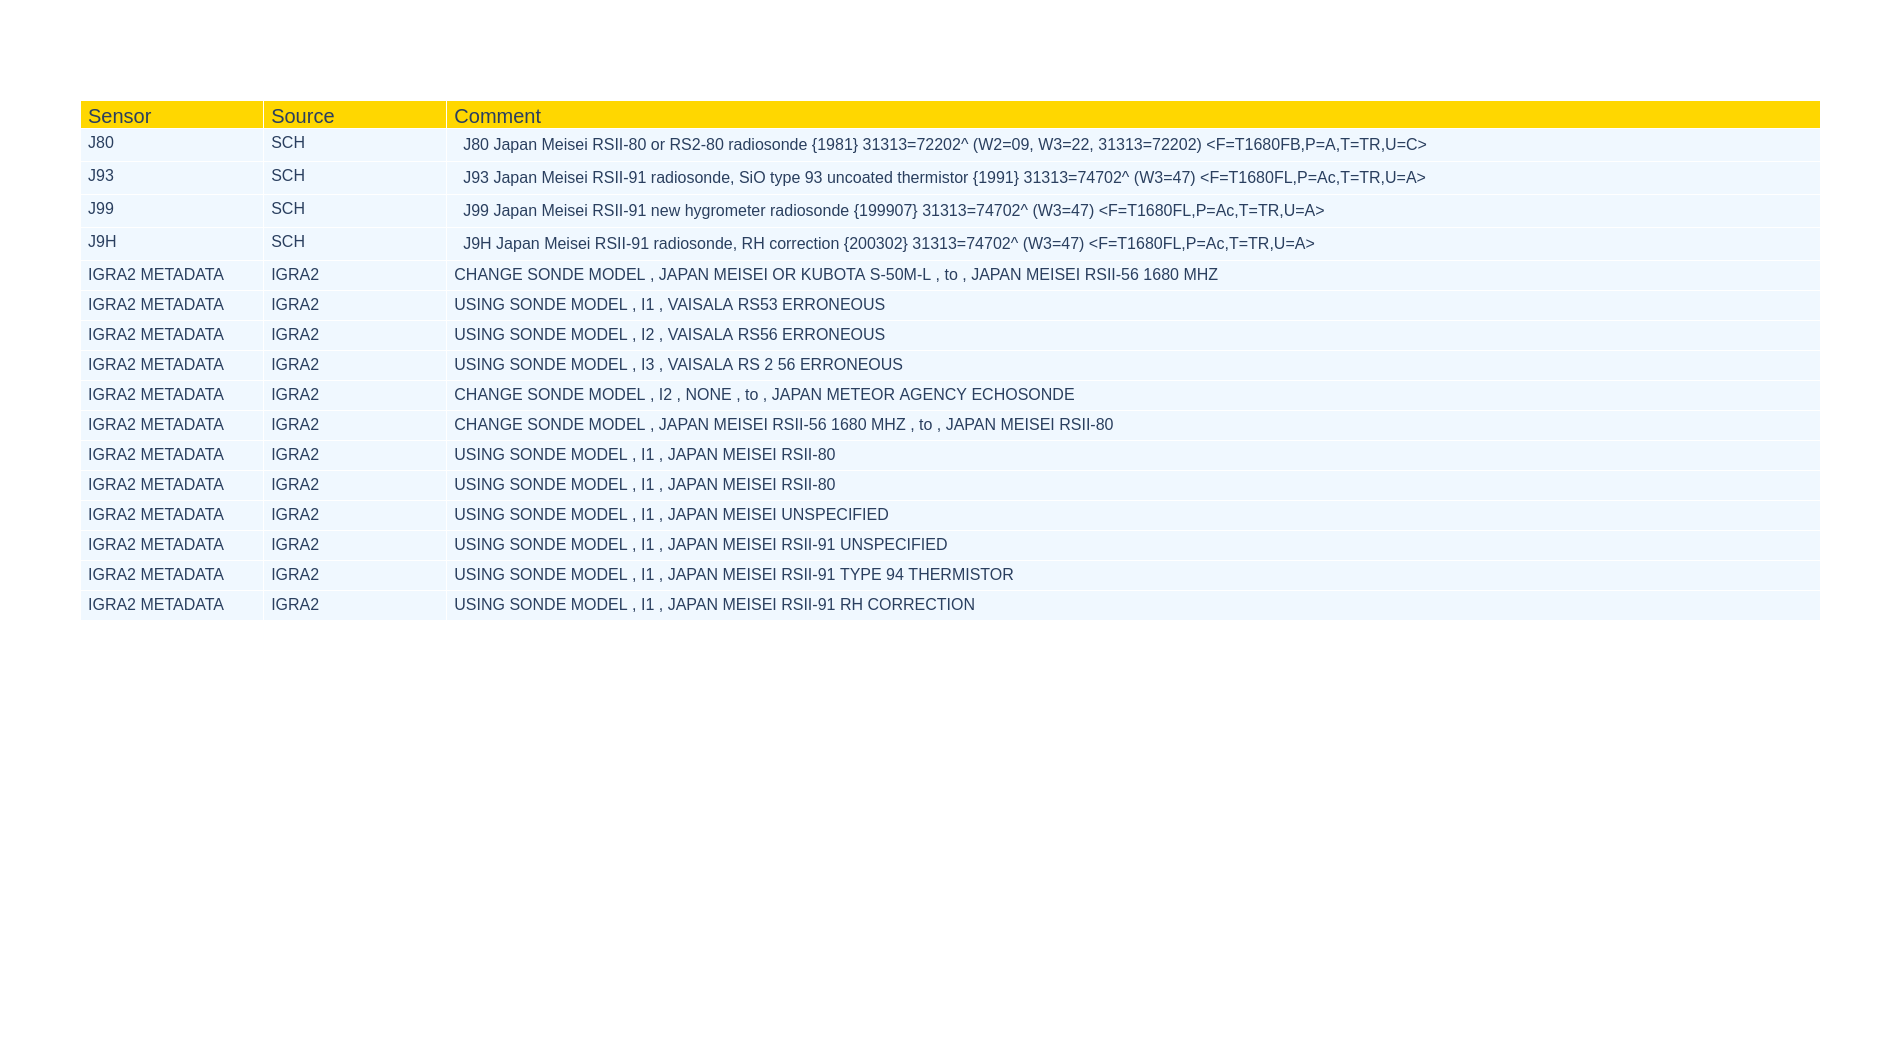 Sensor Source Comment
J80 SCH J80 Japan Meisei RSII-80 or RS2-80 radiosonde {1981} 31313=72202^ (W2=09, W3=22, 31313=72202) <F=T1680FB,P=A,T=TR,U=C>
J93 SCH J93 Japan Meisei RSII-91 radiosonde, SiO type 93 uncoated thermistor {1991} 31313=74702^ (W3=47) <F=T1680FL,P=Ac,T=TR,U=A>
J99 SCH J99 Japan Meisei RSII-91 new hygrometer radiosonde {199907} 31313=74702^ (W3=47) <F=T1680FL,P=Ac,T=TR,U=A>
J9H SCH J9H Japan Meisei RSII-91 radiosonde, RH correction {200302} 31313=74702^ (W3=47) <F=T1680FL,P=Ac,T=TR,U=A>
IGRA2 METADATA IGRA2 CHANGE SONDE MODEL , JAPAN MEISEI OR KUBOTA S-50M-L , to , JAPAN MEISEI RSII-56 1680 MHZ
IGRA2 METADATA IGRA2 USING SONDE MODEL , I1 , VAISALA RS53 ERRONEOUS
IGRA2 METADATA IGRA2 USING SONDE MODEL , I2 , VAISALA RS56 ERRONEOUS
IGRA2 METADATA IGRA2 USING SONDE MODEL , I3 , VAISALA RS 2 56 ERRONEOUS
IGRA2 METADATA IGRA2 CHANGE SONDE MODEL , I2 , NONE , to , JAPAN METEOR AGENCY ECHOSONDE
IGRA2 METADATA IGRA2 CHANGE SONDE MODEL , JAPAN MEISEI RSII-56 1680 MHZ , to , JAPAN MEISEI RSII-80
IGRA2 METADATA IGRA2 USING SONDE MODEL , I1 , JAPAN MEISEI RSII-80
IGRA2 METADATA IGRA2 USING SONDE MODEL , I1 , JAPAN MEISEI RSII-80
IGRA2 METADATA IGRA2 USING SONDE MODEL , I1 , JAPAN MEISEI UNSPECIFIED
IGRA2 METADATA IGRA2 USING SONDE MODEL , I1 , JAPAN MEISEI RSII-91 UNSPECIFIED
IGRA2 METADATA IGRA2 USING SONDE MODEL , I1 , JAPAN MEISEI RSII-91 TYPE 94 THERMISTOR
IGRA2 METADATA IGRA2 USING SONDE MODEL , I1 , JAPAN MEISEI RSII-91 RH CORRECTION